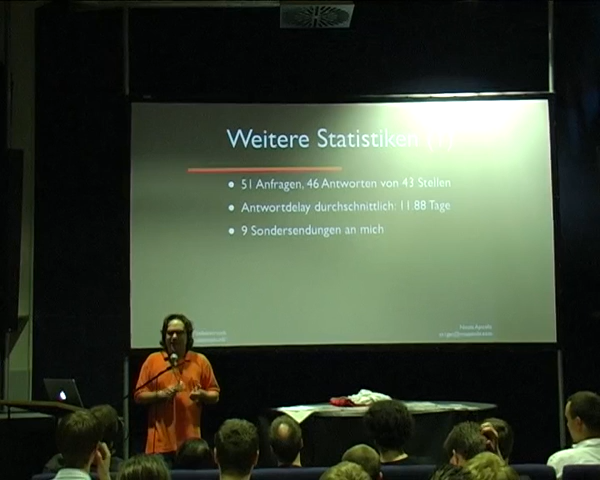 Weitere Statistiken
51 Anfragen, 46 Antworten von 43 Stellen
Antwortdelay durchschnittlich: 11.88 Tage
9 Sondersendungen an mich